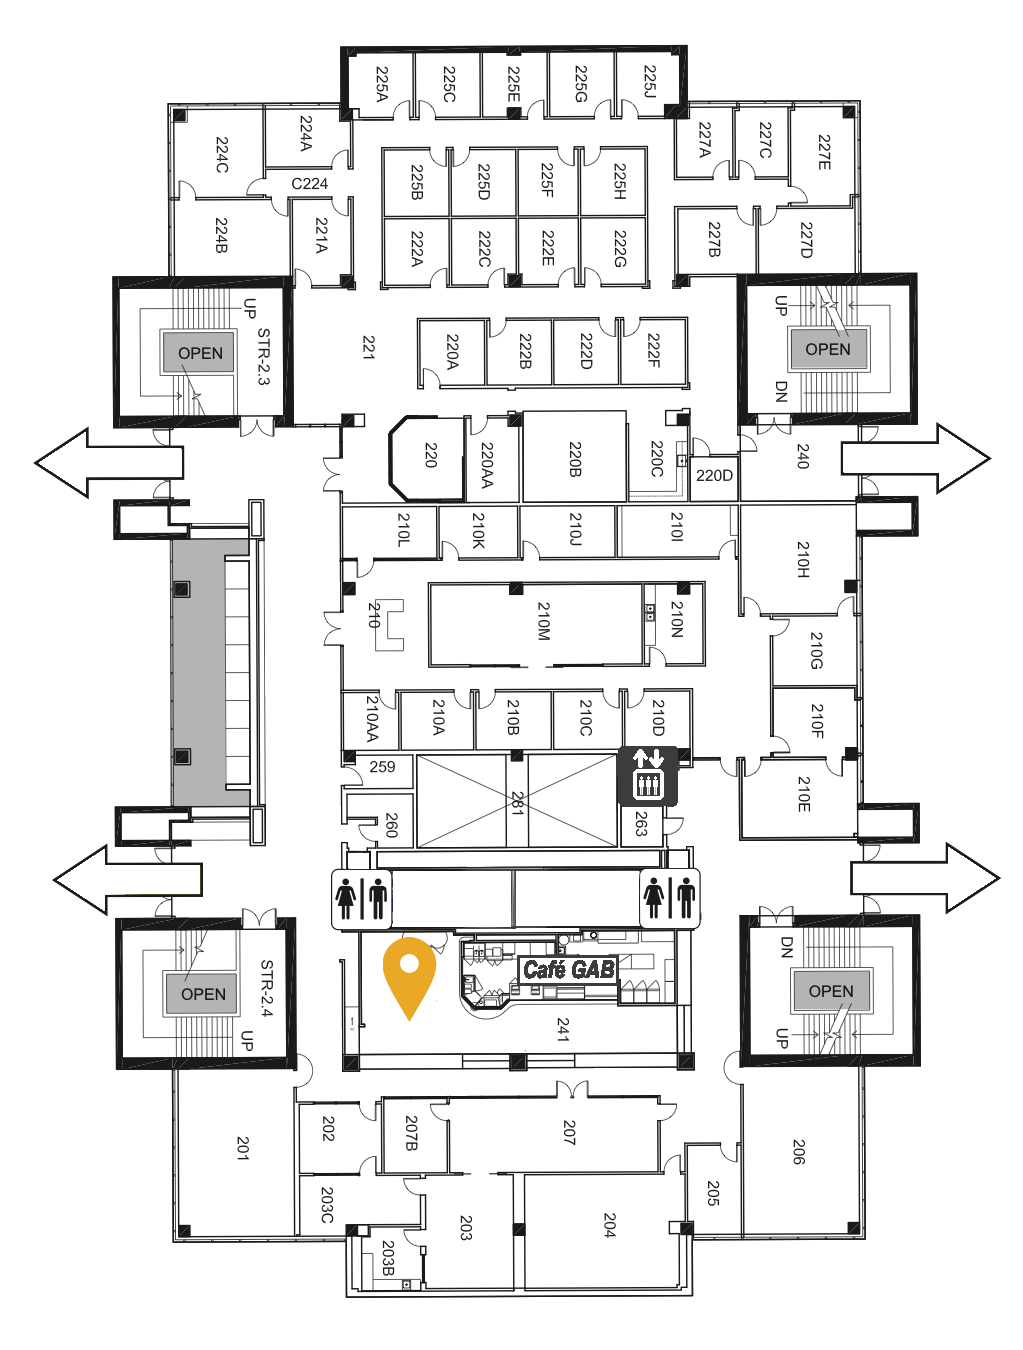 225A
225C
225E
225G
225J
224C
224A
227A
227C
227E
C224
225B
225D
225F
225H
224B
221A
222A
222C
222E
222G
227B
227D
UP
STR-2.3
OPEN
221
220A
222B
222D
222F
UP
OPEN
DN
220
220AA
220B
220C
220D
240
210L
210K
210J
210I
210H
210
210M
210N
210G
210AA
210A
210B
210C
210D
210F
259
281
260
263
210E
STR-2.4
OPEN
UP
Café GAB
241
DN
OPEN
UP
201
202
207B
207
206
203C
203
204
205
203B